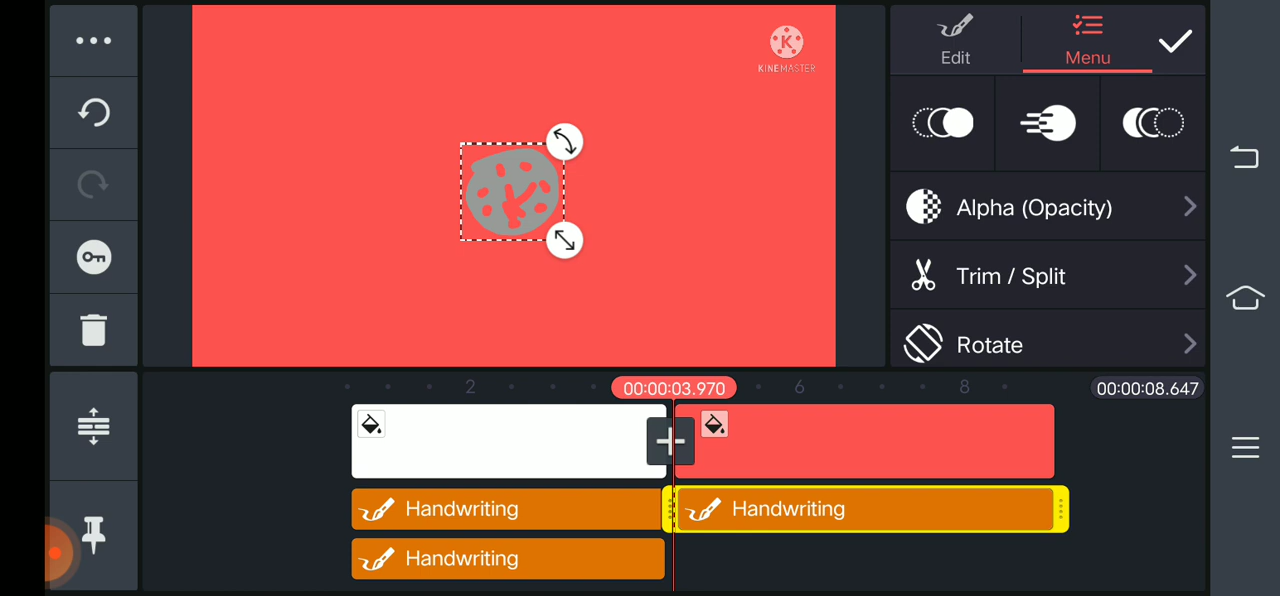 K
KINEMASTER
Edit
Menu
K
Alpha (Opacity)
Trim / Split
Rotate
2
00:00:03.970
6
8
00:00:08.647
Handwriting
Handwriting
Handwriting